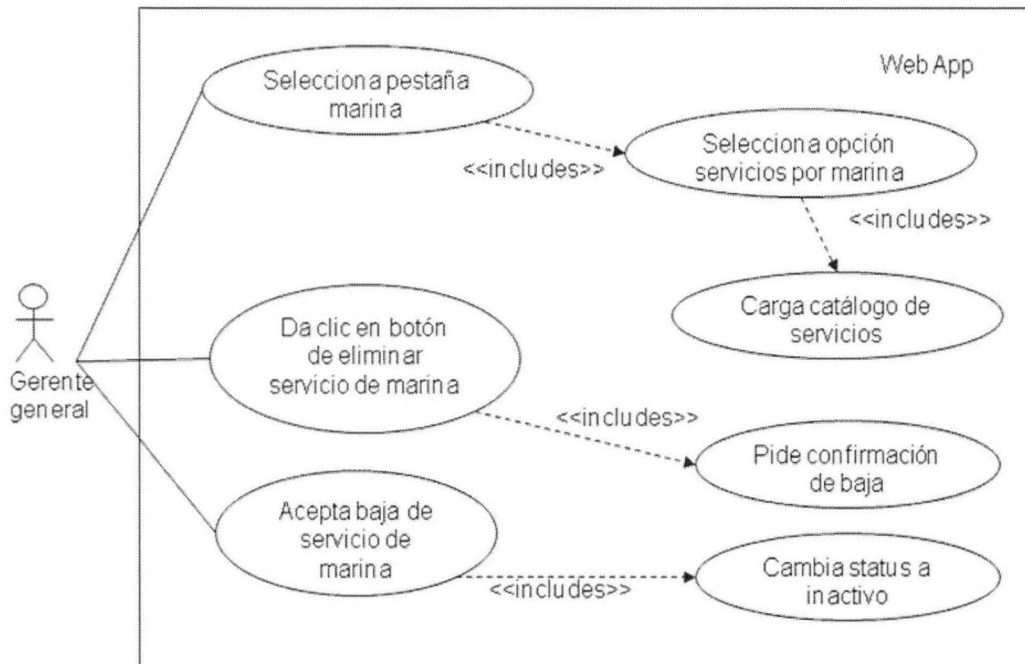 Web App
Selecciona pestaña
marina
<<includes>>
Selecciona opción
servicios por marina
<<includes>>
Carga catálogo de
servicios
Gerente
general
Da clic en botón
de eliminar
servicio de marina
<<includes>>
Pide confirmación
de baja
Acepta baja de
servicio de
marina
<<includes>>
Cambia status a
inactivo